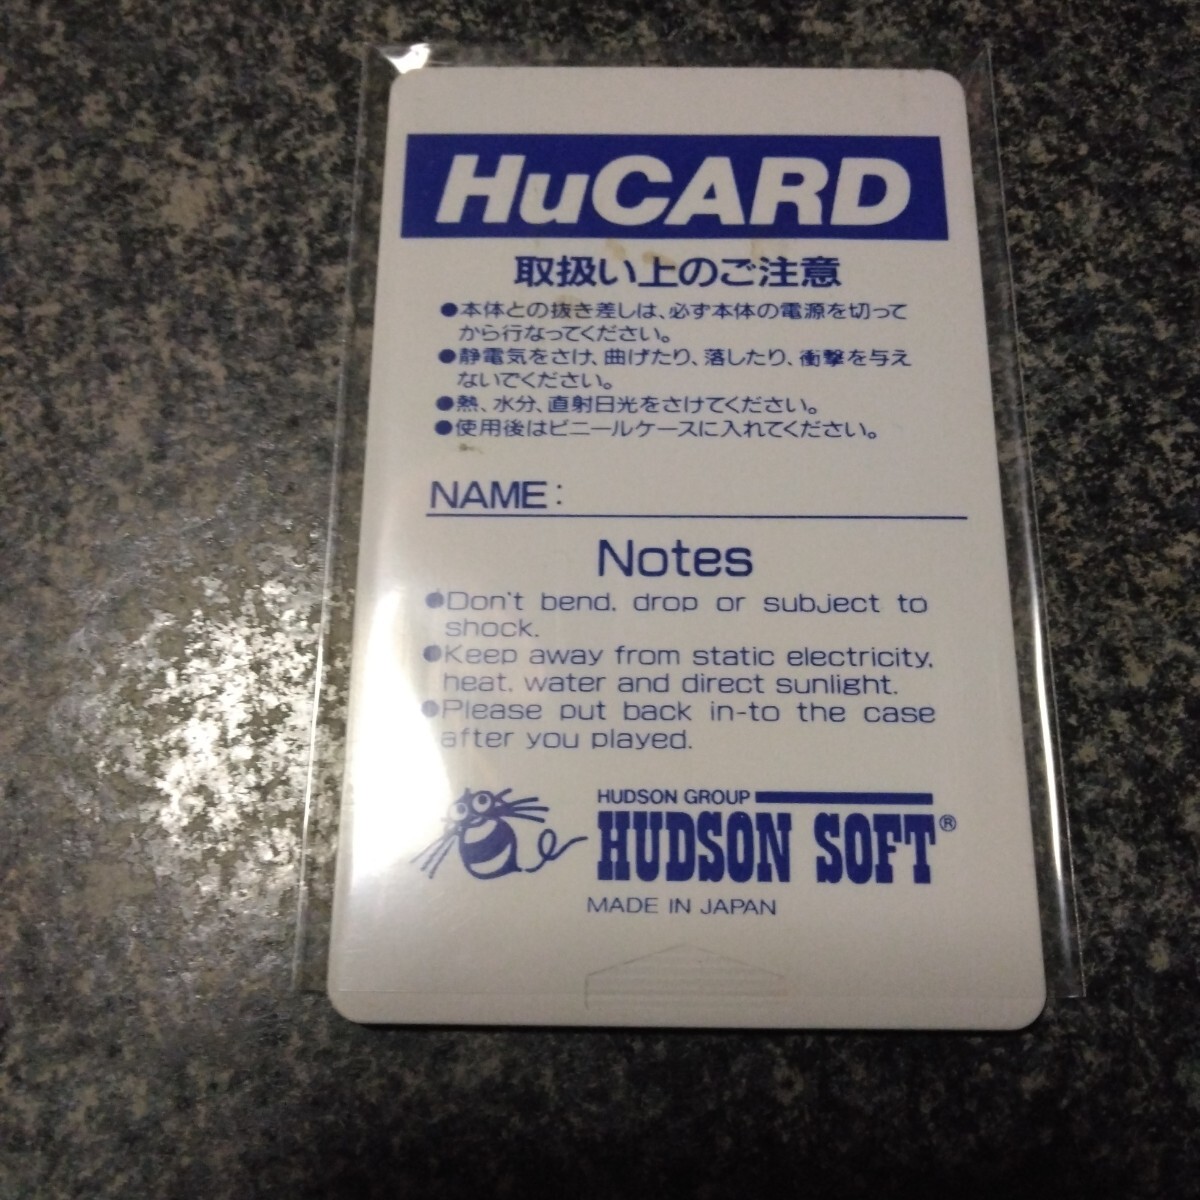 HuCARD
取扱い上のご注意
●本体との抜き差しは、必ず本体の電源を切って
から行なってください。
●静電気をさけ、曲げたり、落したり、衝撃を与え
ないでください。
●熱、水分、直射日光をさけてください。
●使用後はビニールケースに入れてください。
NAME:
Notes
●Don't bend, drop or subject to
shock.
●Keep away from static electricity,
heat, water and direct sunlight.
●Please put back in-to the case
after you played.
HUDSON GROUP
HUDSON SOFT®
MADE IN JAPAN